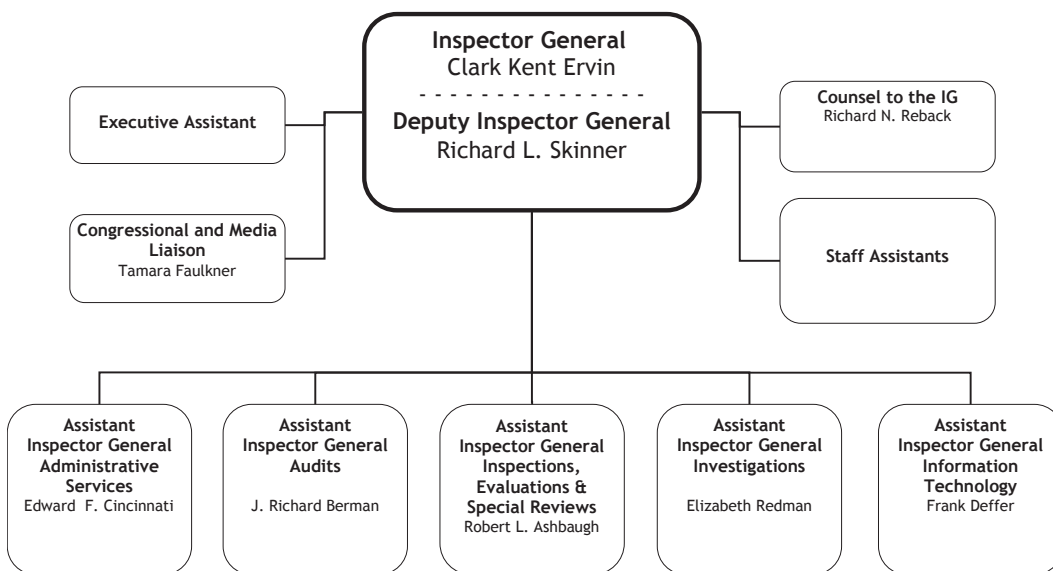 Inspector General
Clark Kent Ervin
- - - - - - - - - - - - - - - -
Deputy Inspector General
Richard L. Skinner
Executive Assistant
Congressional and Media
Liaison
Tamara Faulkner
Counsel to the IG
Richard N. Reback
Staff Assistants
Assistant
Inspector General
Administrative
Services
Edward F. Cincinnati
Assistant
Inspector General
Audits
J. Richard Berman
Assistant
Inspector General
Inspections,
Evaluations &
Special Reviews
Robert L. Ashbaugh
Assistant
Inspector General
Investigations
Elizabeth Redman
Assistant
Inspector General
Information
Technology
Frank Deffer